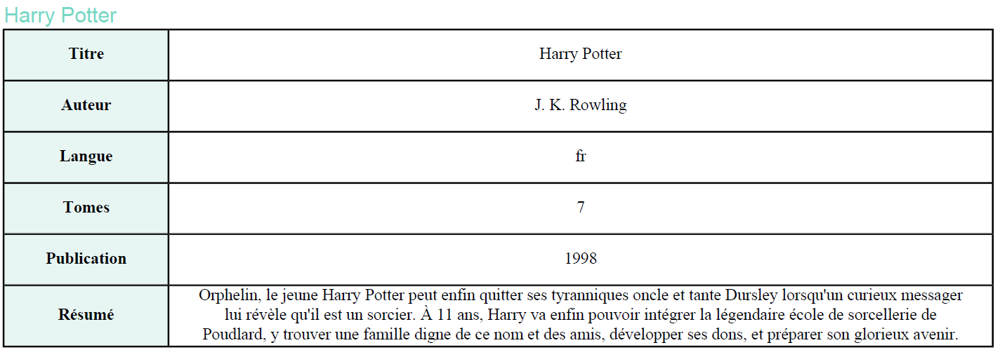 Harry Potter
Titre
Harry Potter
Auteur
J. K. Rowling
Langue
fr
Tomes
7
Publication
1998
Résumé
Orphelin, le jeune Harry Potter peut enfin quitter ses tyranniques oncle et tante Dursley lorsqu'un curieux messager
lui révèle qu'il est un sorcier. À 11 ans, Harry va enfin pouvoir intégrer la légendaire école de sorcellerie de
Poudlard, y trouver une famille digne de ce nom et des amis, développer ses dons, et préparer son glorieux avenir.